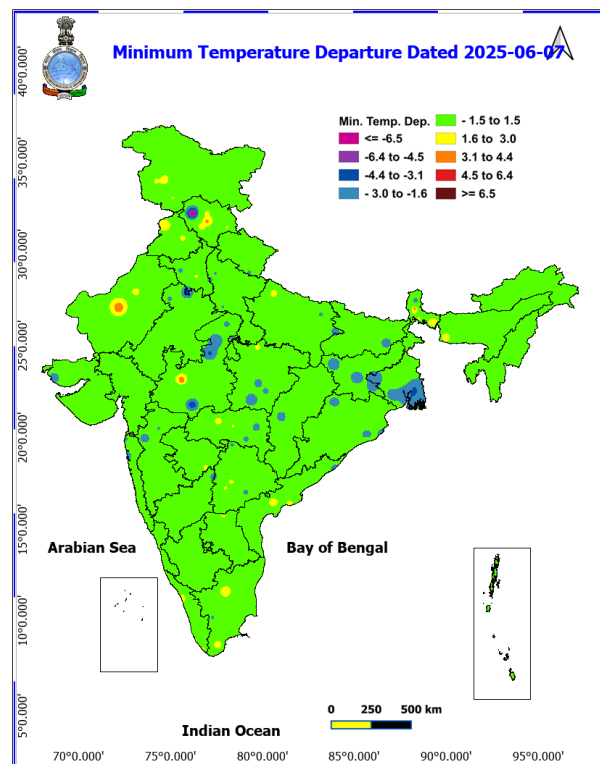 Minimum Temperature Departure Dated 2025-06-07
Min. Temp. Dep.
<= -6.5
-6.4 to -4.5
-4.4 to -3.1
- 3.0 to -1.6
- 1.5 to 1.5
1.6 to 3.0
3.1 to 4.4
4.5 to 6.4
>= 6.5
40°0.000'
35°0.000'
30°0.000'
25°0.000'
20°0.000'
15°0.000'
10°0.000'
5°0.000'
Arabian Sea
Bay of Bengal
Indian Ocean
0 250 500 km
70°0.000' 75°0.000' 80°0.000' 85°0.000' 90°0.000' 95°0.000'